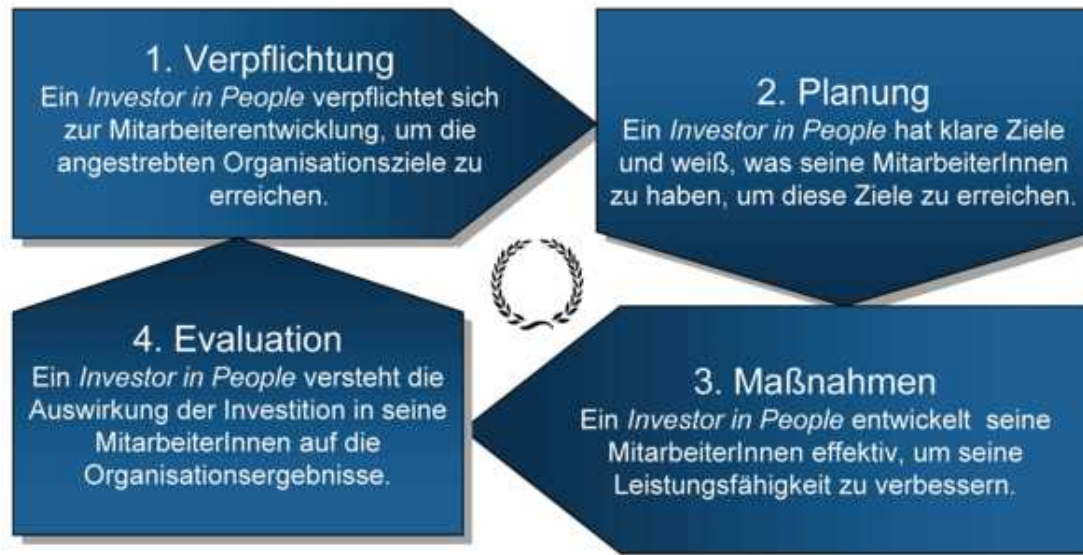 1. Verpflichtung
Ein Investor in People verpflichtet sich
zur Mitarbeiterentwicklung, um die
angestrebten Organisationsziele zu
erreichen.
2. Planung
Ein Investor in People hat klare Ziele
und weiß, was seine MitarbeiterInnen
zu haben, um diese Ziele zu erreichen.
3. Maßnahmen
Ein Investor in People entwickelt seine
MitarbeiterInnen effektiv, um seine
Leistungsfähigkeit zu verbessern.
4. Evaluation
Ein Investor in People versteht die
Auswirkung der Investition in seine
MitarbeiterInnen auf die
Organisationsergebnisse.